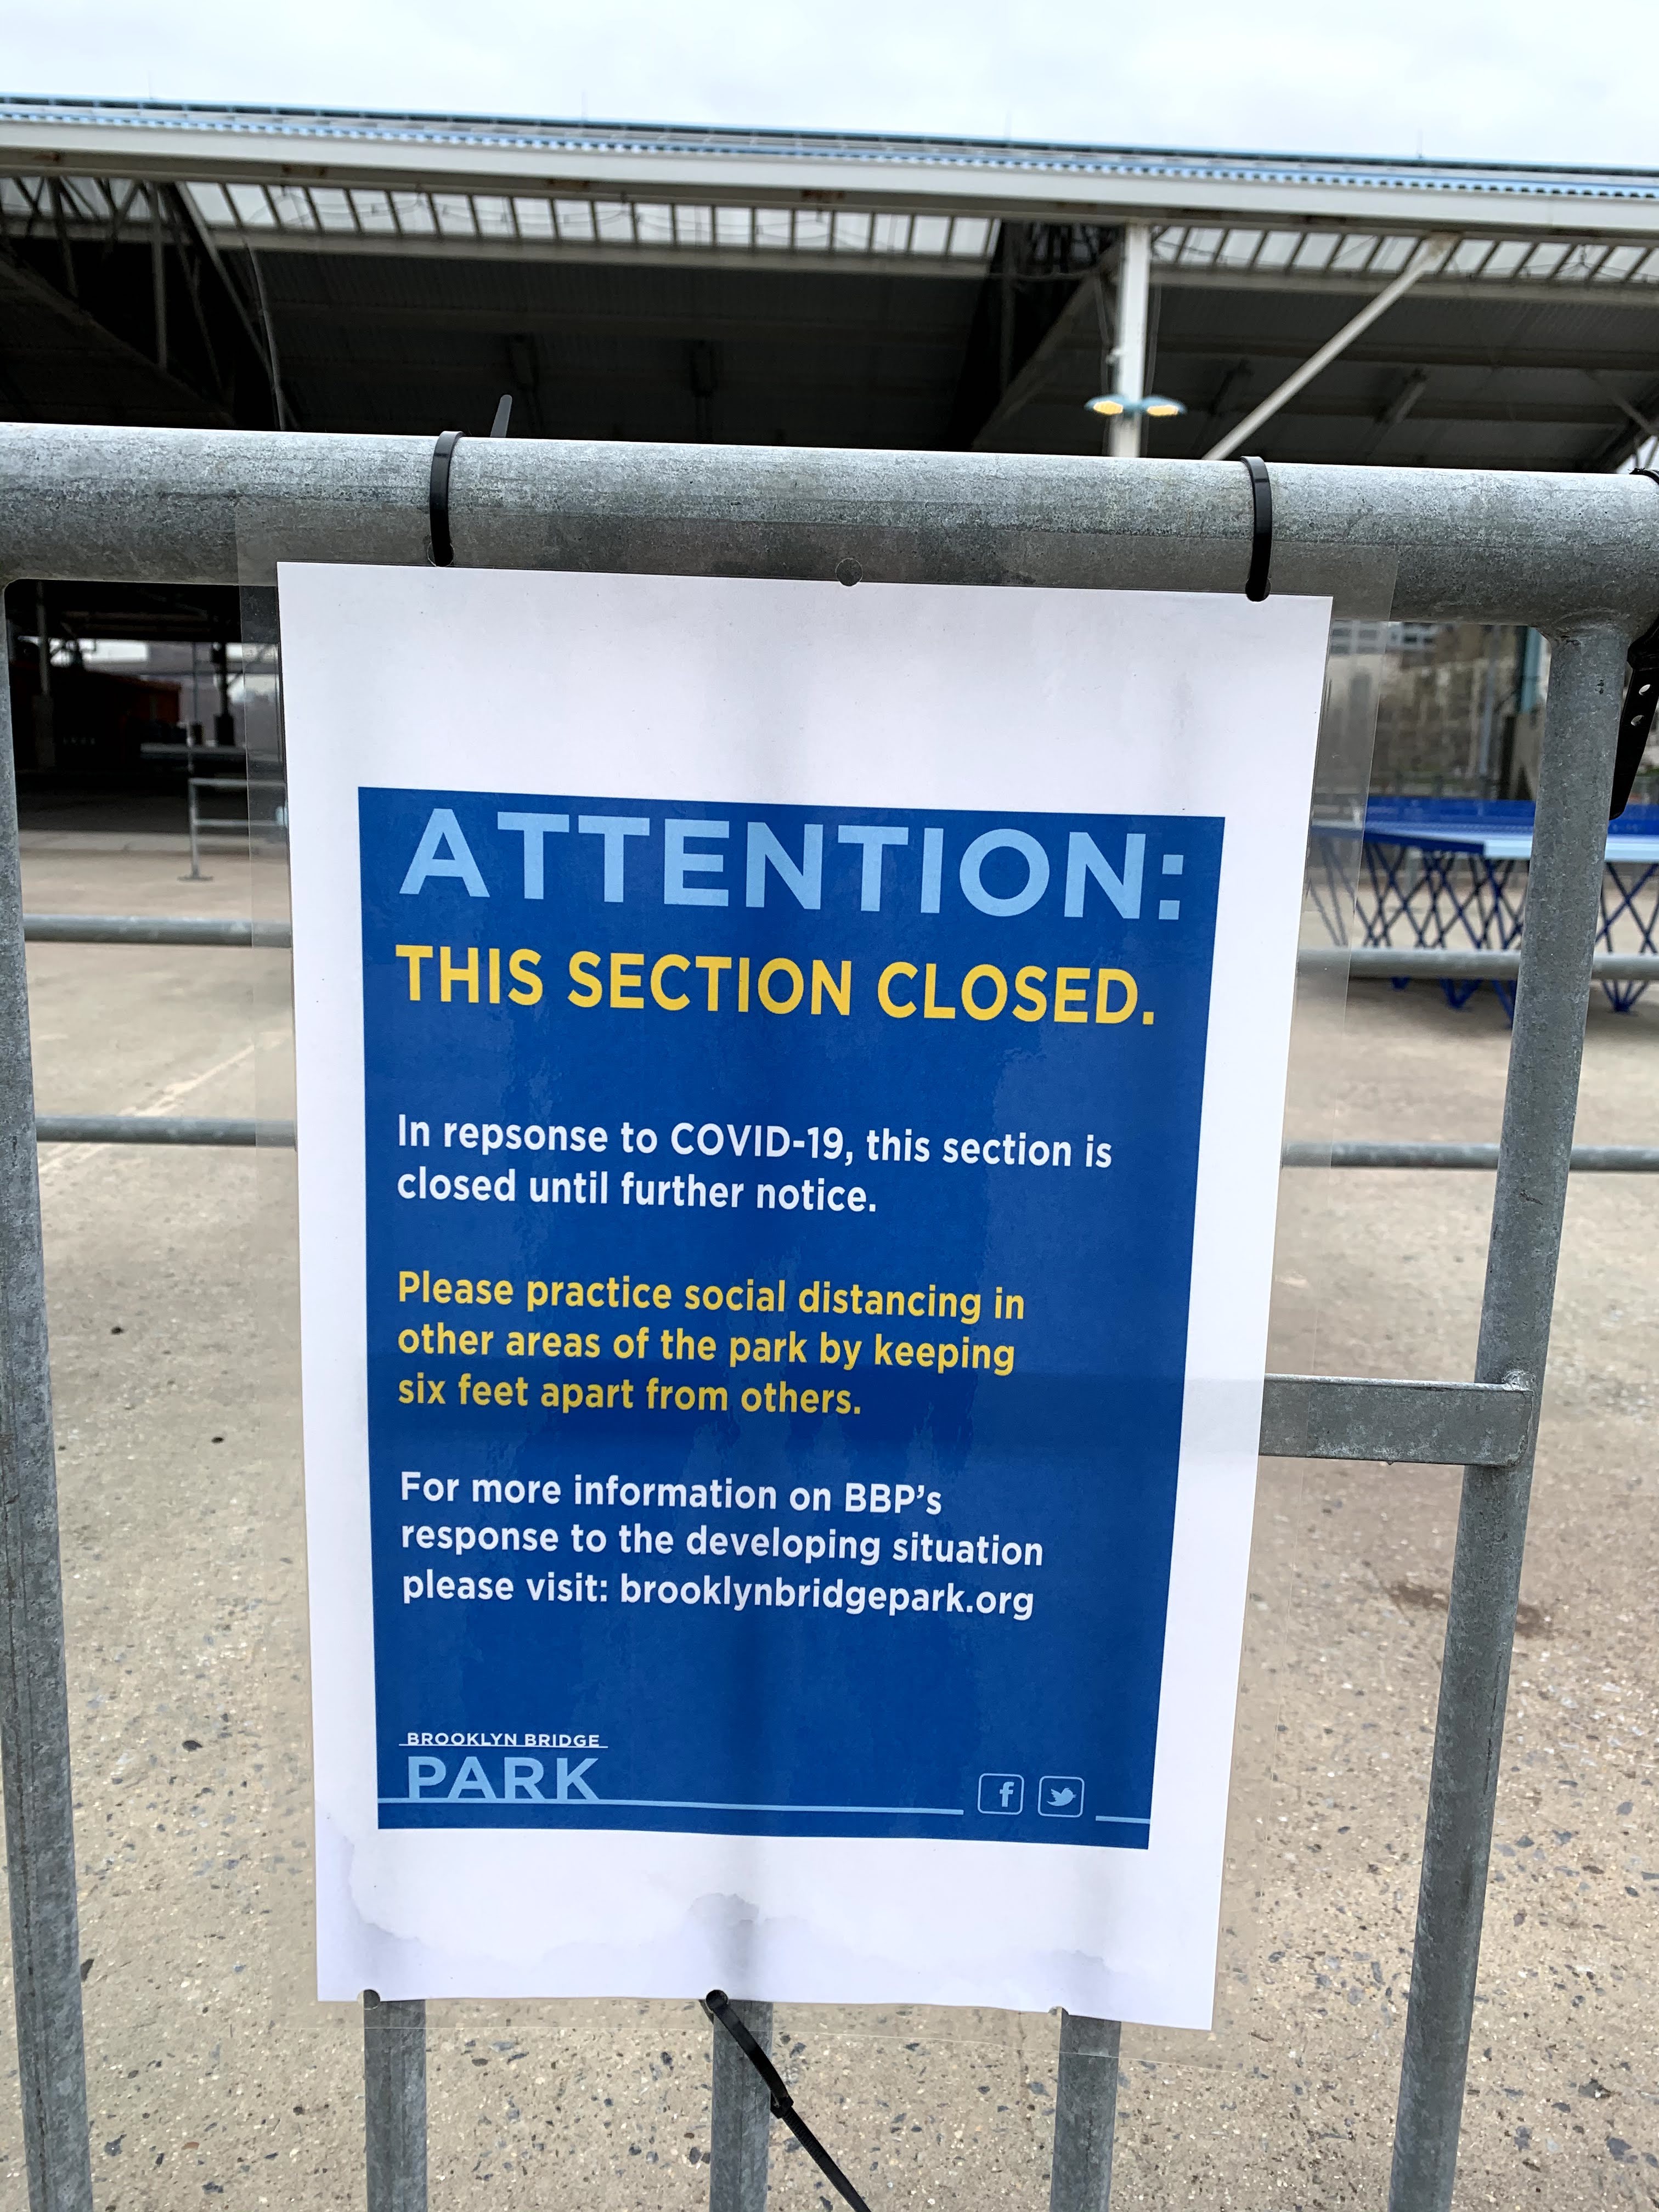 ATTENTION:
THIS SECTION CLOSED.
In repsonse to COVID-19, this section is
closed until further notice.
Please practice social distancing in
other areas of the park by keeping
six feet apart from others.
For more information on BBP’s
response to the developing situation
please visit: brooklynbridgepark.org
BROOKLYN BRIDGE
PARK
f